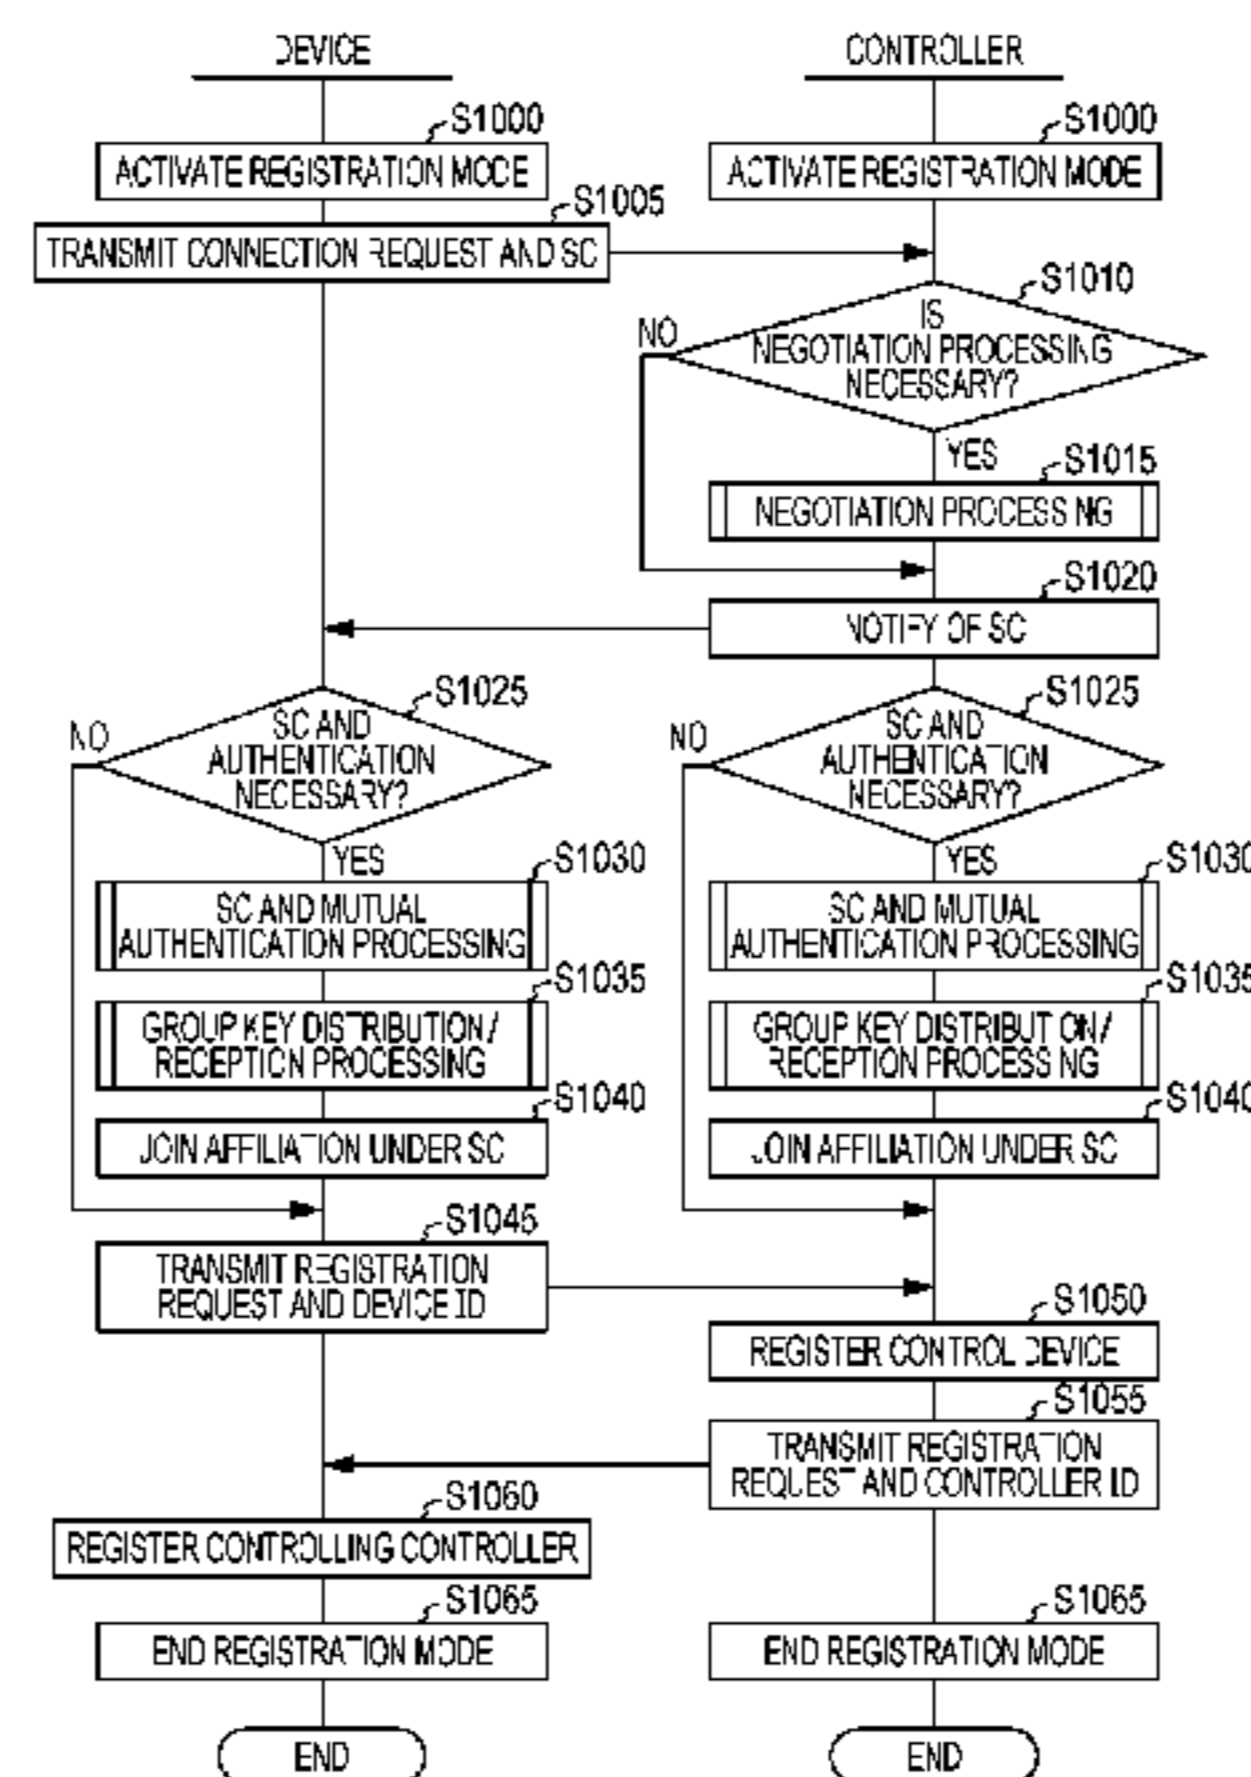 DEVICE
CONTROLLER
S1000
S1000
ACTIVATE REGISTRATION MODE
ACTIVATE REGISTRATION MODE
S1005
TRANSMIT CONNECTION REQUEST AND SC
S1010
IS
NEGOTIATION PROCESSING
NECESSARY?
NO
YES
S1015
NEGOTIATION PROCESSING
S1020
NOTIFY OF SC
S1025
SC AND
AUTHENTICATION
NECESSARY?
NO
YES
S1025
SC AND
AUTHENTICATION
NECESSARY?
NO
YES
S1030
SC AND MUTUAL
AUTHENTICATION PROCESSING
S1030
SC AND MUTUAL
AUTHENTICATION PROCESSING
S1035
GROUP KEY DISTRIBUTION/
RECEPTION PROCESSING
S1035
GROUP KEY DISTRIBUTION/
RECEPTION PROCESSING
S1040
JOIN AFFILIATION UNDER SC
S1040
JOIN AFFILIATION UNDER SC
S1045
TRANSMIT REGISTRATION
REQUEST AND DEVICE ID
S1050
REGISTER CONTROL DEVICE
S1055
TRANSMIT REGISTRATION
REQUEST AND CONTROLLER ID
S1060
REGISTER CONTROLLING CONTROLLER
S1065
END REGISTRATION MODE
S1065
END REGISTRATION MODE
END
END